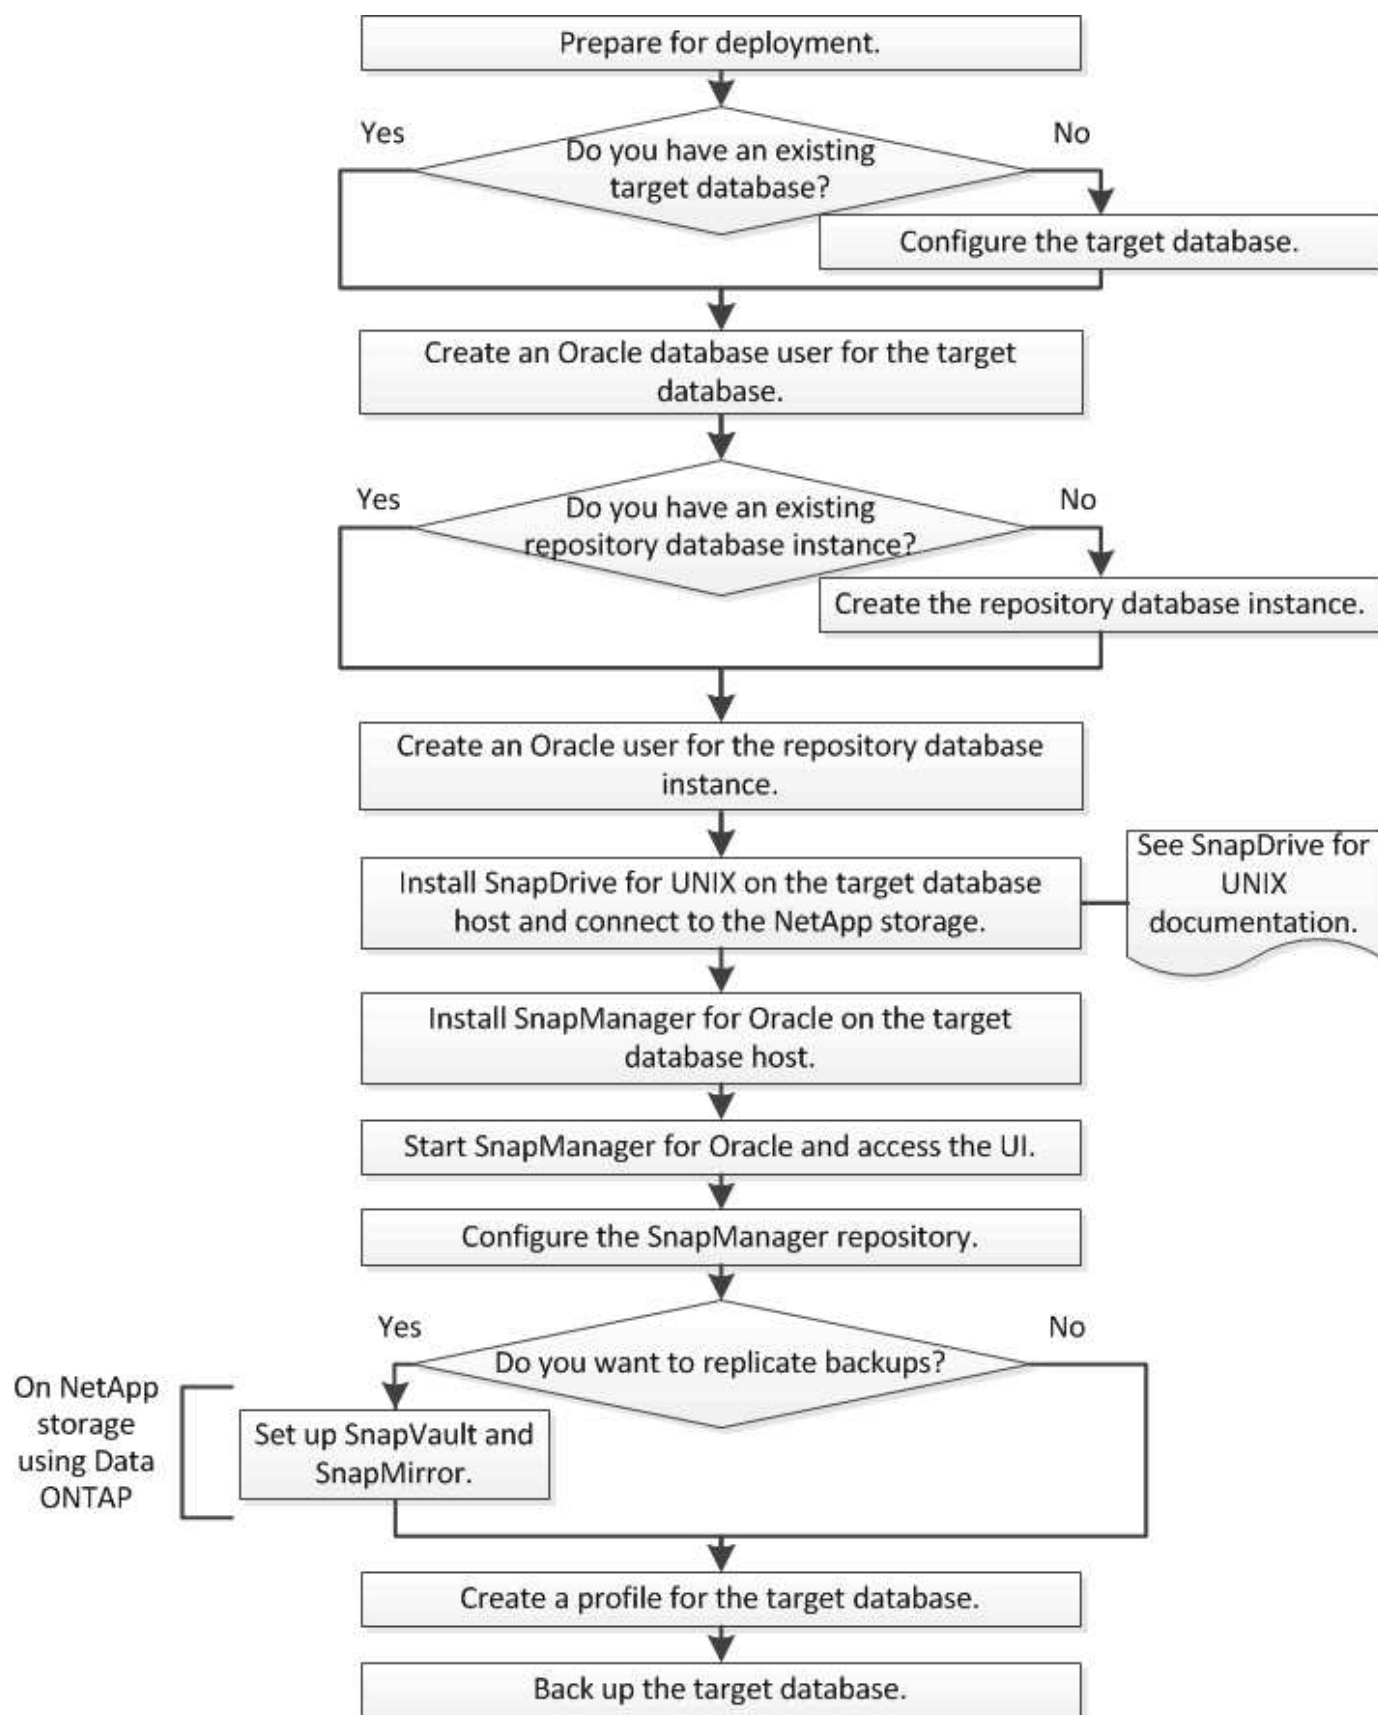 Prepare for deployment.
Yes
No
Do you have an existing
target database?
Configure the target database.
Create an Oracle database user for the target
database.
Yes
No
Do you have an existing
repository database instance?
Create the repository database instance.
Create an Oracle user for the repository database
instance.
Install SnapDrive for UNIX on the target database
host and connect to the NetApp storage.
See SnapDrive for
UNIX
documentation.
Install SnapManager for Oracle on the target
database host.
Start SnapManager for Oracle and access the UI.
Configure the SnapManager repository.
Yes
No
Do you want to replicate backups?
On NetApp
storage
using Data
ONTAP
Set up SnapVault and
SnapMirror.
Create a profile for the target database.
Back up the target database.